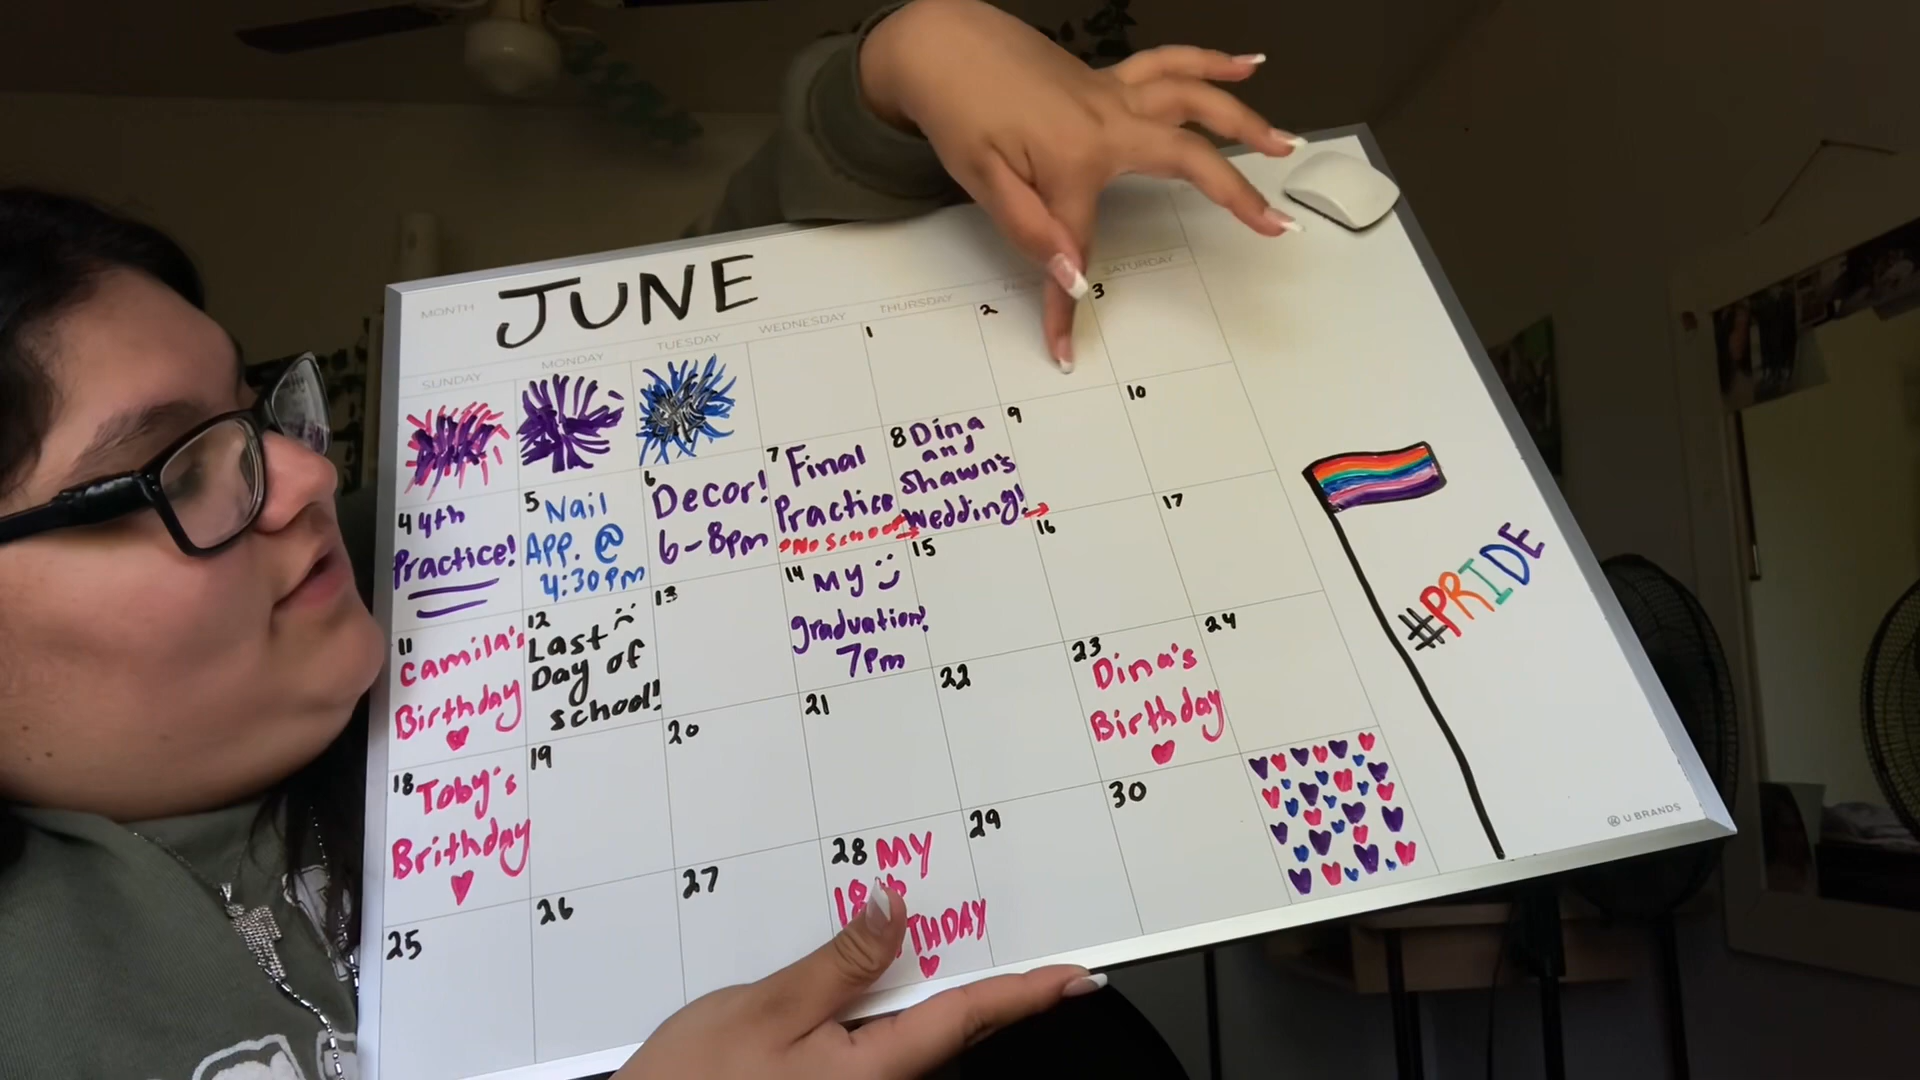 MONTH
JUNE
SUNDAY
MONDAY
TUESDAY
WEDNESDAY
THURSDAY
SATURDAY
1
2
3
4 4th
Practice!
5 Nail
App. @
4:30pm
6
Decor!
6-8pm
7 Final
Practice
*No School
8 Dina
and
Shawn's
Wedding!
9
10
11
Camila's
Birthday
12
Last
Day of
school!
13
14 My
graduation!
7pm
15
16
17
18 Toby's
Brithday
19
20
21
22
23
Dina's
Birthday
24
25
26
27
28 MY
29
30
#PRIDE
U BRANDS